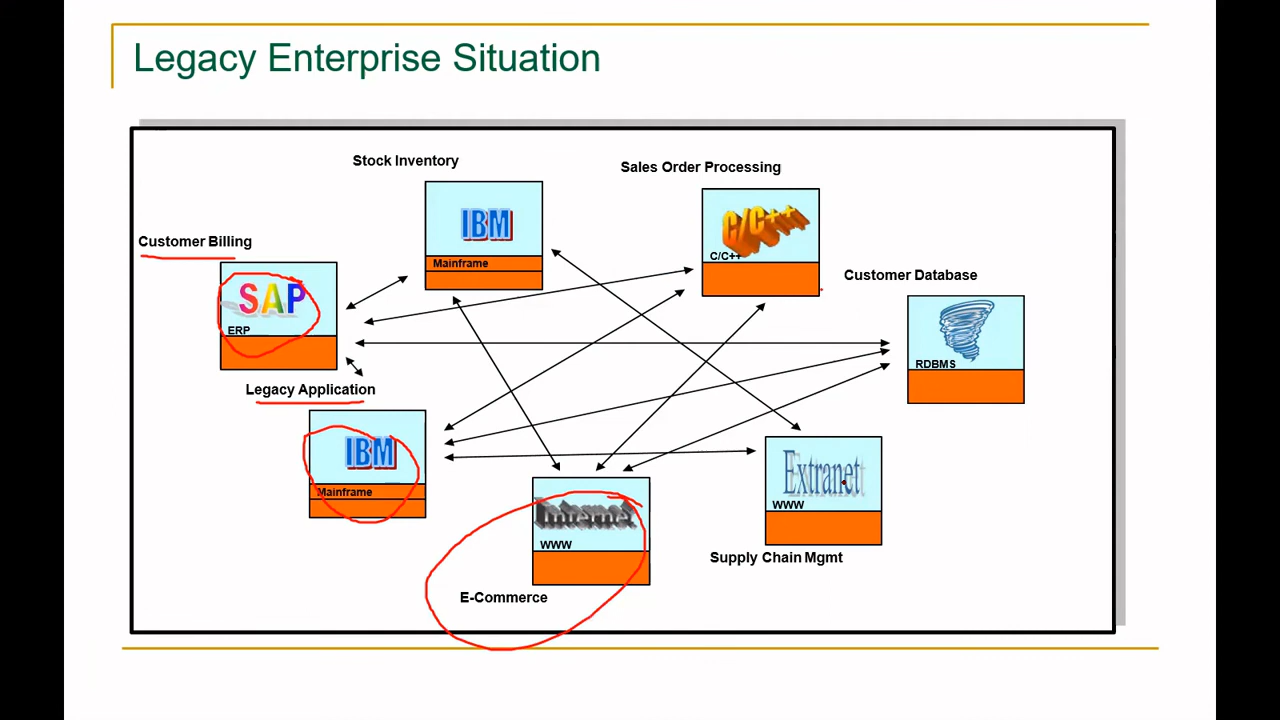 Legacy Enterprise Situation
Stock Inventory
IBM
Mainframe
Sales Order Processing
C/C++
C/C++
Customer Billing
SAP
ERP
Customer Database
RDBMS
Legacy Application
IBM
Mainframe
Internet
WWW
E-Commerce
Extranet
WWW
Supply Chain Mgmt